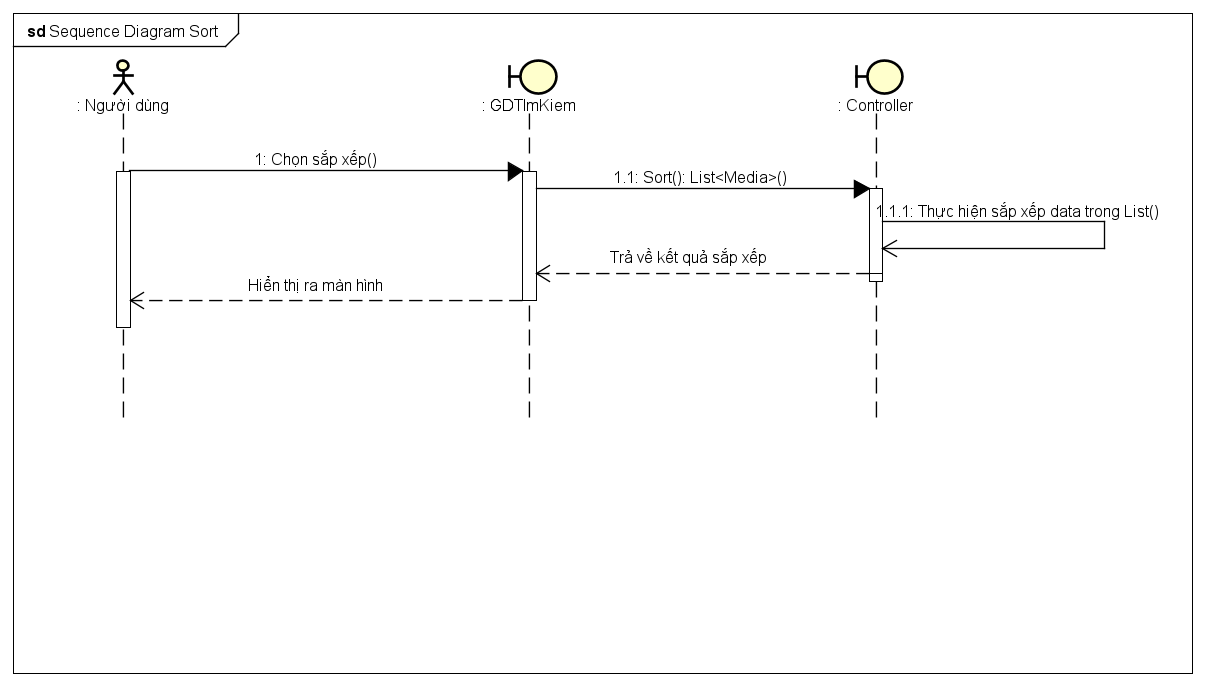 sd Sequence Diagram Sort
: Người dùng
: GDTImKiem
: Controller
1: Chọn sắp xếp()
1.1: Sort(): List<Media>()
1.1.1: Thực hiện sắp xếp data trong List()
Trả về kết quả sắp xếp
Hiển thị ra màn hình